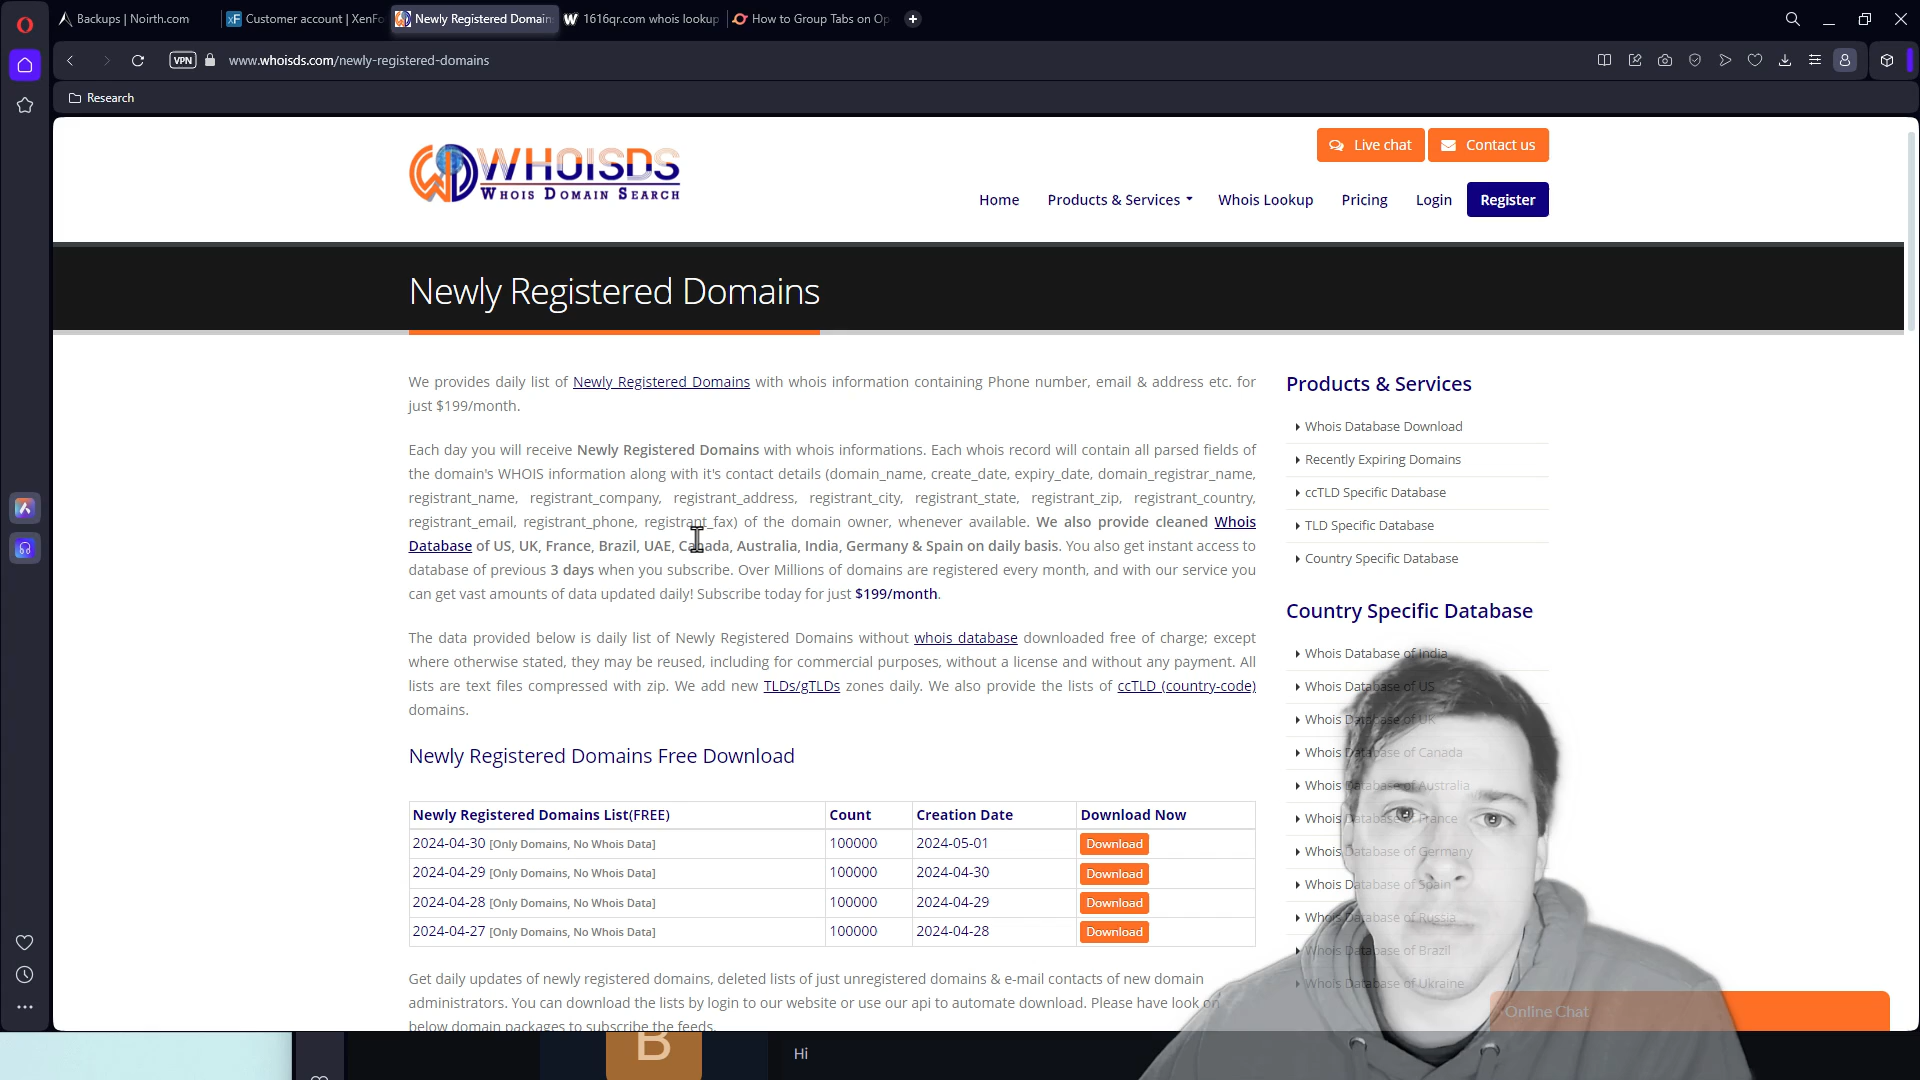 Backups | Noirth.com
Customer account | XenFo
Newly Registered Domain
1616qr.com whois lookup
How to Group Tabs on Op
VPN
www.whoisds.com/newly-registered-domains
Research
WHOISDS
WHOIS DOMAIN SEARCH
Live chat
Contact us
Home
Products & Services
Whois Lookup
Pricing
Login
Register
Newly Registered Domains
We provides daily list of Newly Registered Domains with whois information containing Phone number, email & address etc. for
just $199/month.
Each day you will receive Newly Registered Domains with whois informations. Each whois record will contain all parsed fields of
the domain's WHOIS information along with it's contact details (domain_name, create_date, expiry_date, domain_registrar_name,
registrant_name, registrant_company, registrant_address, registrant_city, registrant_state, registrant_zip, registrant_country,
registrant_email, registrant_phone, registrant_fax) of the domain owner, whenever available. We also provide cleaned Whois
Database of US, UK, France, Brazil, UAE, Canada, Australia, India, Germany & Spain on daily basis. You also get instant access to
database of previous 3 days when you subscribe. Over Millions of domains are registered every month, and with our service you
can get vast amounts of data updated daily! Subscribe today for just $199/month.
The data provided below is daily list of Newly Registered Domains without whois database downloaded free of charge; except
where otherwise stated, they may be reused, including for commercial purposes, without a license and without any payment. All
lists are text files compressed with zip. We add new TLDs/gTLDs zones daily. We also provide the lists of ccTLD (country-code)
domains.
Newly Registered Domains Free Download
Newly Registered Domains List(FREE) Count Creation Date Download Now
2024-04-30 [Only Domains, No Whois Data] 100000 2024-05-01 Download
2024-04-29 [Only Domains, No Whois Data] 100000 2024-04-30 Download
2024-04-28 [Only Domains, No Whois Data] 100000 2024-04-29 Download
2024-04-27 [Only Domains, No Whois Data] 100000 2024-04-28 Download
Get daily updates of newly registered domains, deleted lists of just unregistered domains & e-mail contacts of new domain
administrators. You can download the lists by login to our website or use our api to automate download. Please have look on
below domain packages to subscribe the feeds.
Products & Services
Whois Database Download
Recently Expiring Domains
ccTLD Specific Database
TLD Specific Database
Country Specific Database
Country Specific Database
Whois Database of India
Whois Database of US
Whois Database of UK
Whois Database of Canada
Whois Database of Australia
Whois Database of France
Whois Database of Germany
Whois Database of Spain
Whois Database of Russia
Whois Database of Brazil
Whois Database of Ukraine
Online Chat
B
Hi